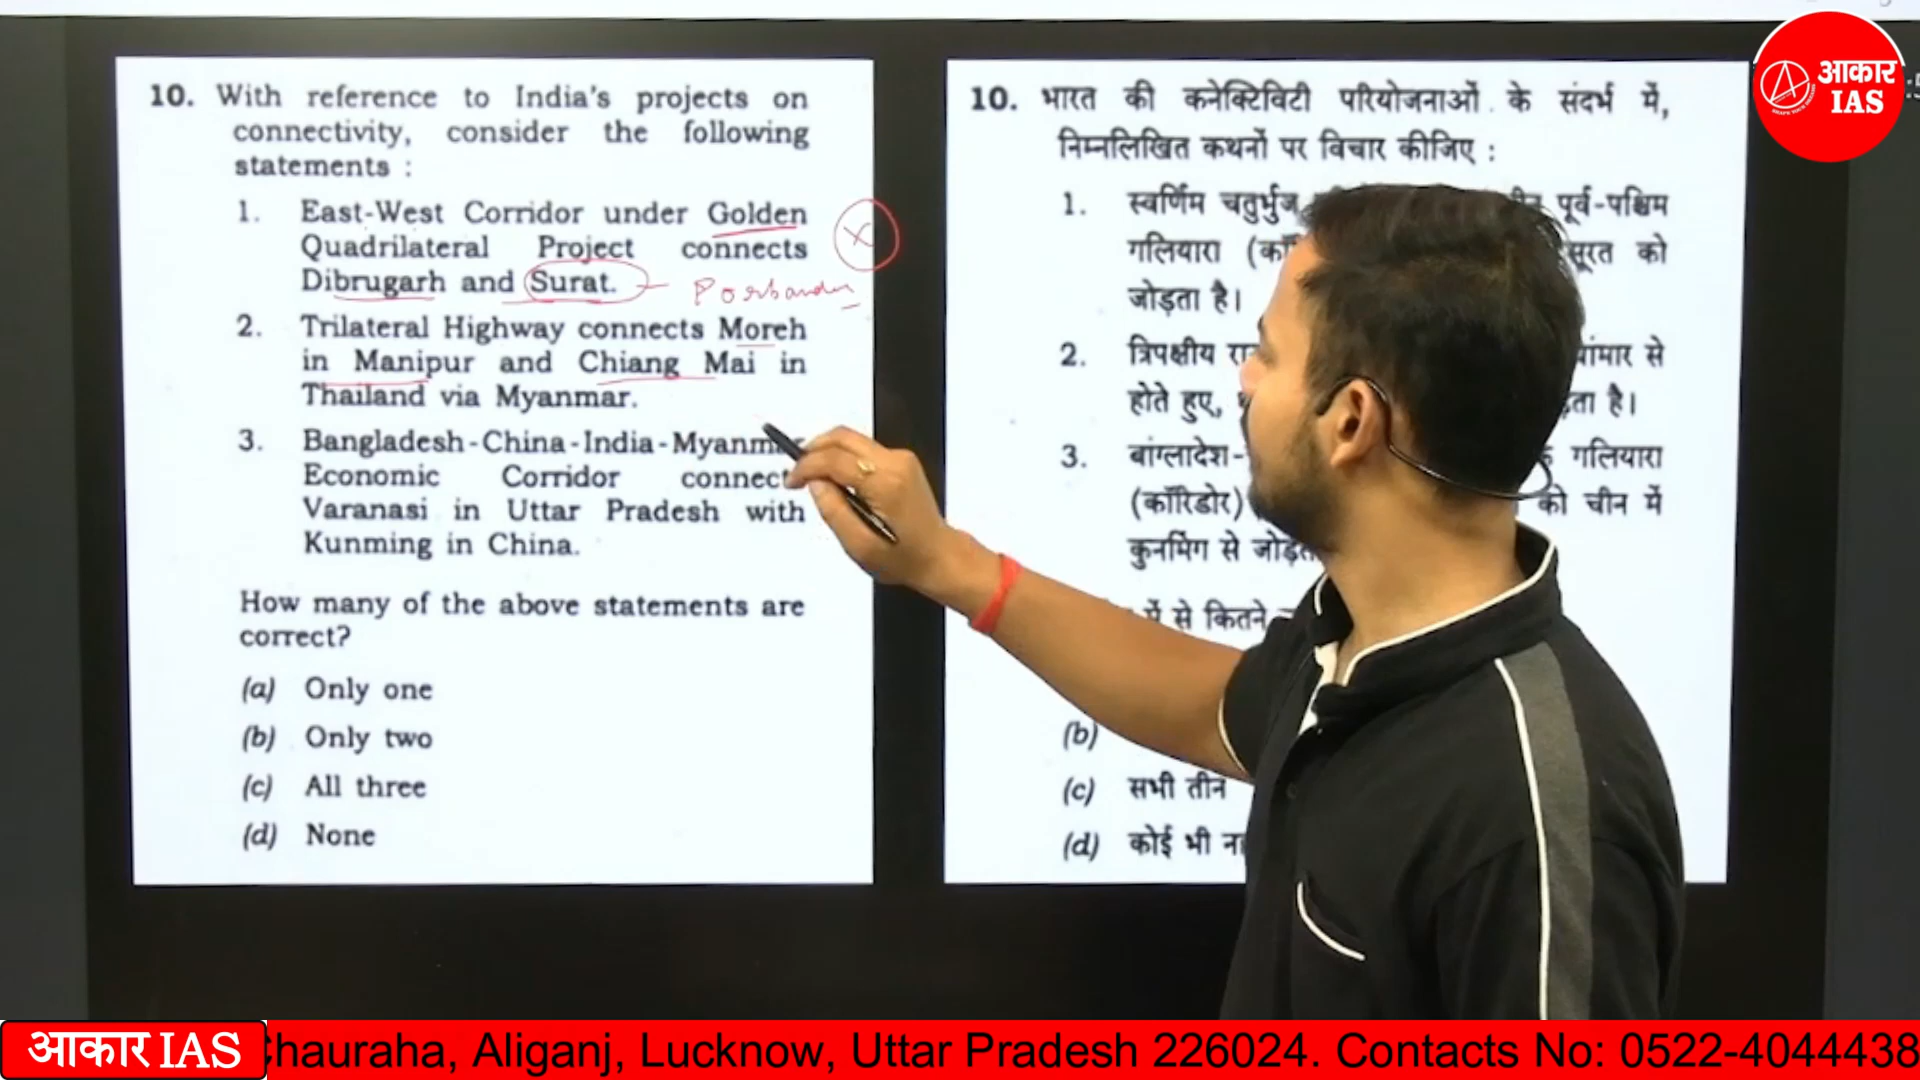 10. With reference to India's projects on
connectivity, consider the following
statements :
1. East-West Corridor under Golden
Quadrilateral Project connects
Dibrugarh and Surat. Porbandar
2. Trilateral Highway connects Moreh
in Manipur and Chiang Mai in
Thailand via Myanmar.
3. Bangladesh-China-India-Myanmar
Economic Corridor connects
Varanasi in Uttar Pradesh with
Kunming in China.
How many of the above statements are
correct?
(a) Only one
(b) Only two
(c) All three
(d) None
10. भारत की कनेक्टिविटी परियोजनाओं के संदर्भ में,
निम्नलिखित कथनों पर विचार कीजिए :
1. स्वर्णिम चतुर्भुज पूर्व-पश्चिम
गलियारा सूरत को
जोड़ता है।
2. त्रिपक्षीय से
होते हुए,
3. बांग्लादेश- गलियारा
(कॉरिडोर) को चीन में
कुनमिंग से
में से कितने
(b)
(c) सभी तीन
(d) कोई भी
आकार
IAS
आकार IAS
Chauraha, Aliganj, Lucknow, Uttar Pradesh 226024. Contacts No: 0522-4044438